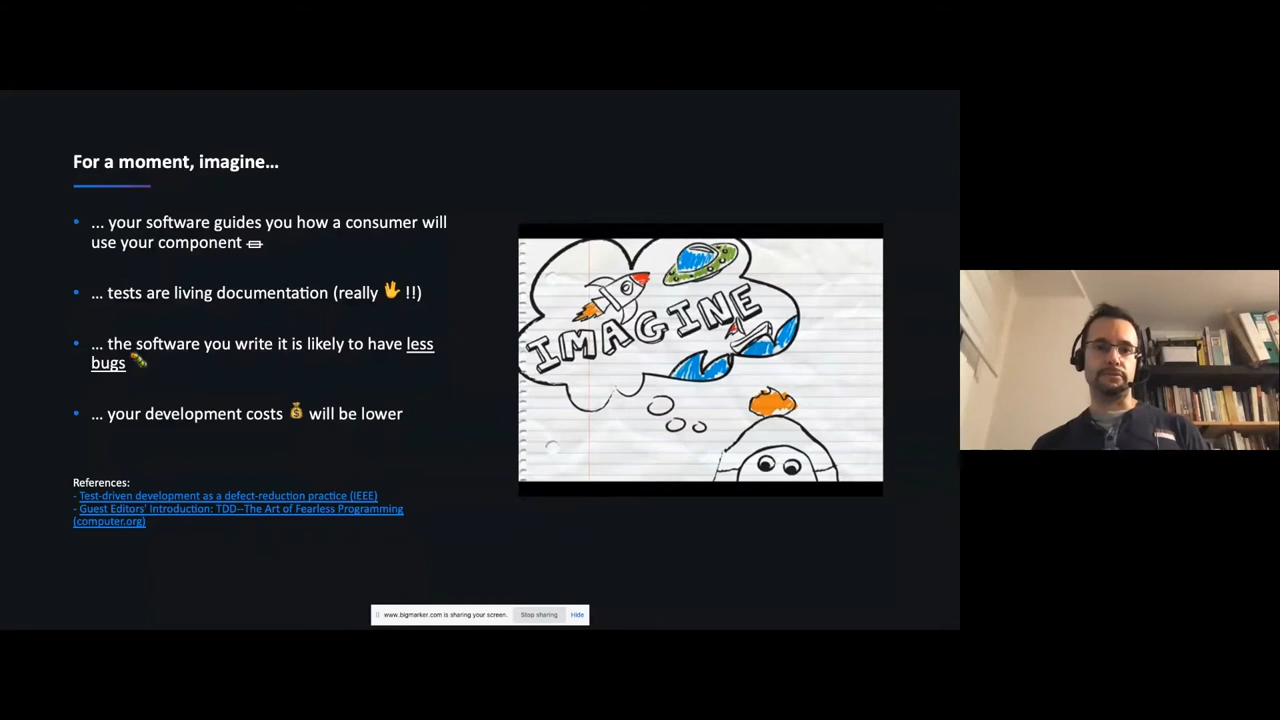 For a moment, imagine...
... your software guides you how a consumer will
use your component
... tests are living documentation (really 🖖 !!)
... the software you write it is likely to have less
bugs 🐛
... your development costs 💰 will be lower
References:
- Test-driven development as a defect-reduction practice (IEEE)
- Guest Editors' Introduction: TDD--The Art of Fearless Programming
(computer.org)
IMAGINE
www.bigmarker.com is sharing your screen. Stop sharing Hide